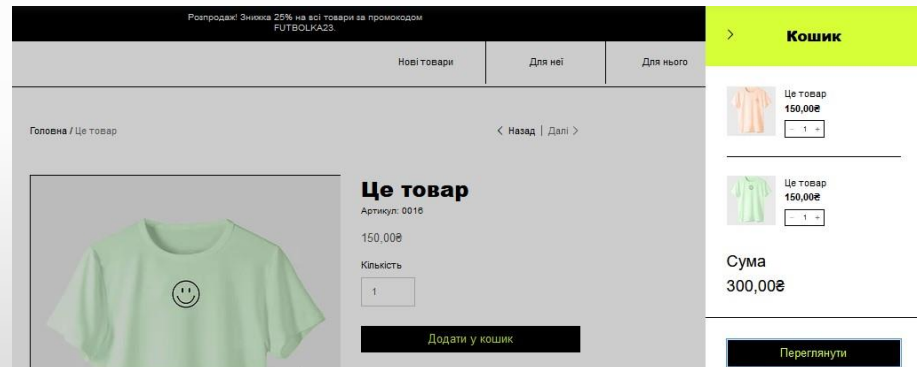 Розпродаж! Знижка 25% на всі товари за промокодом
FUTBOLKA23.
Нові товари
Для неї
Для нього
Головна / Це товар
< Назад | Далі >
Це товар
Артикул: 0016
150,00₴
Кількість
1
Додати у кошик
> Кошик
Це товар
150,00₴
- 1 +
Це товар
150,00₴
- 1 +
Сума
300,00₴
Переглянути